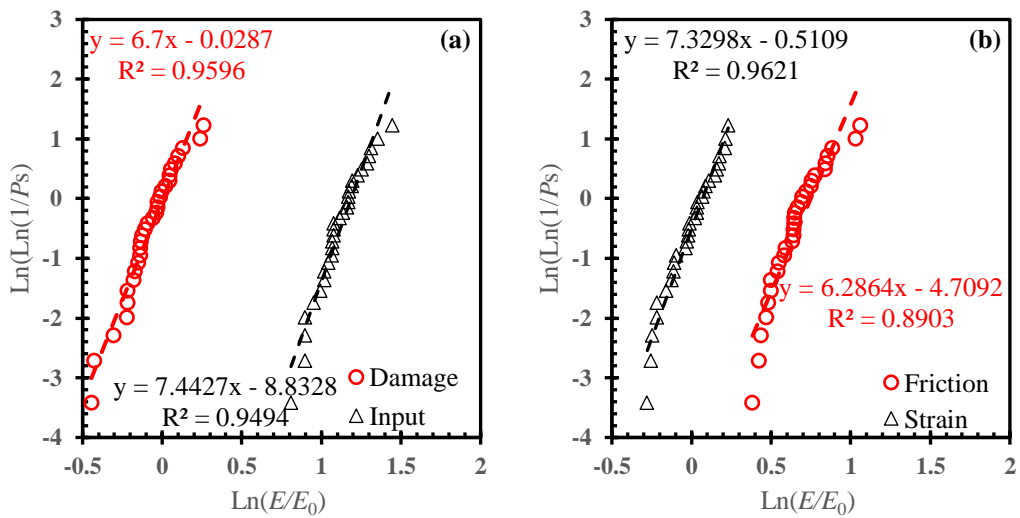 y = 6.7x - 0.0287
R² = 0.9596
(a)
Ln(Ln(1/Ps)
3
2
1
0
-1
-2
-3
-4
y = 7.4427x - 8.8328
R² = 0.9494
Damage
Input
-0.5 0 0.5 1 1.5 2
Ln(E/E₀)
y = 7.3298x - 0.5109
R² = 0.9621
(b)
Ln(Ln(1/Ps)
3
2
1
0
-1
-2
-3
-4
y = 6.2864x - 4.7092
R² = 0.8903
Friction
Strain
-0.5 0 0.5 1 1.5 2
Ln(E/E₀)